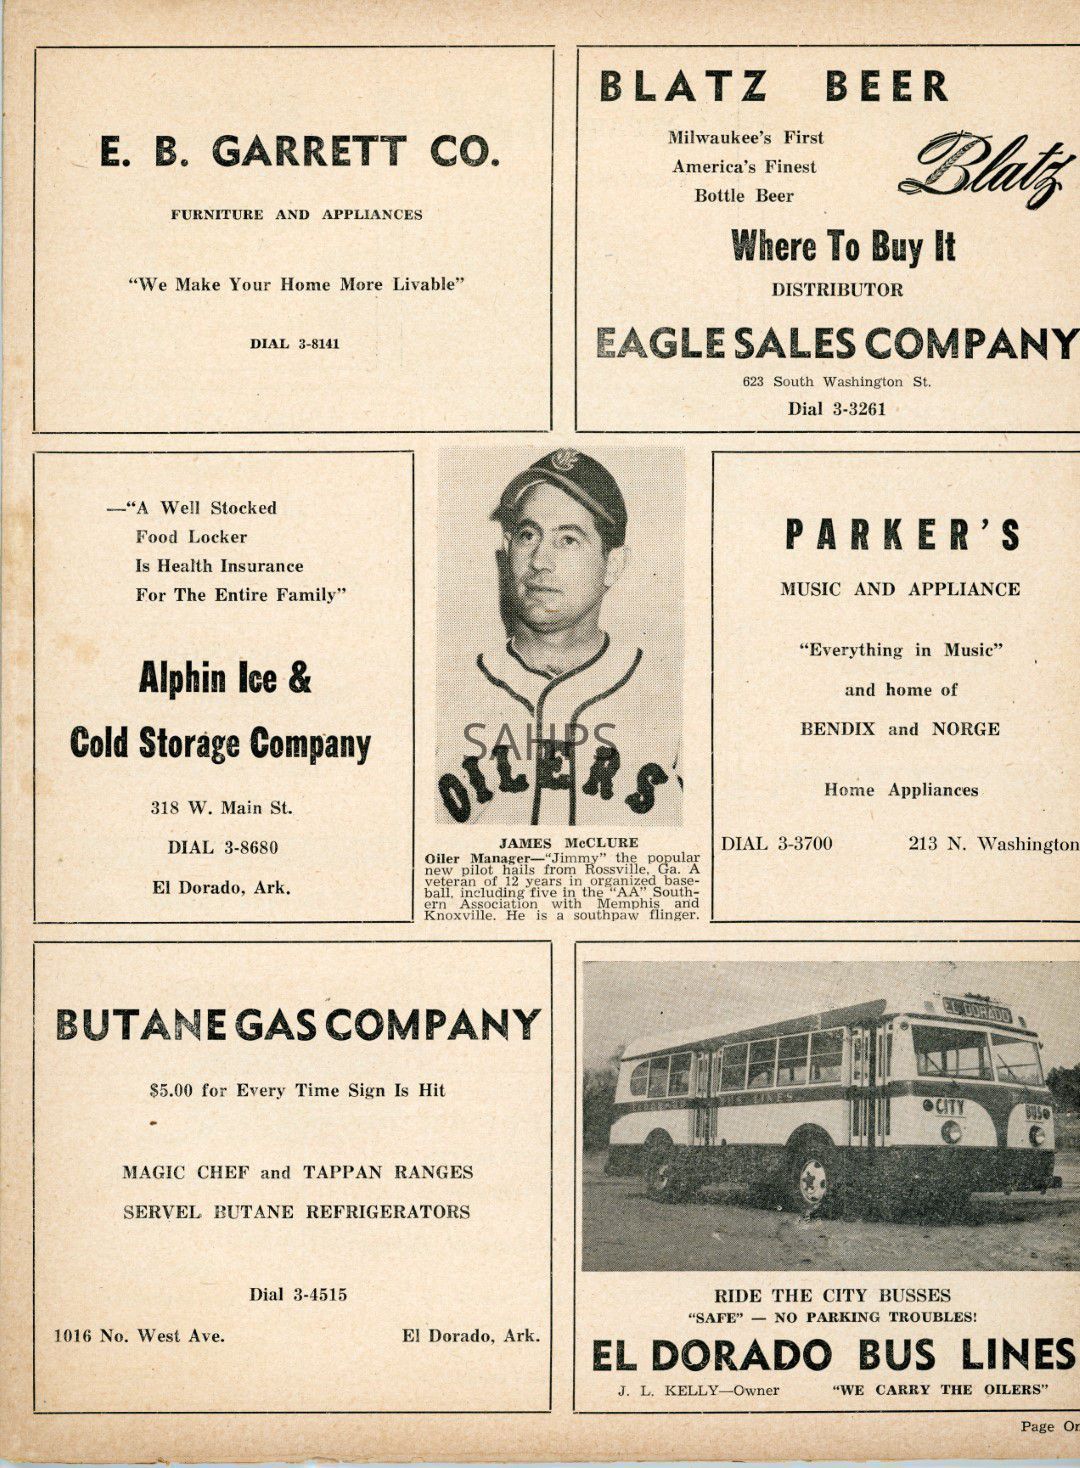 E. B. GARRETT CO.
FURNITURE AND APPLIANCES
"We Make Your Home More Livable"
DIAL 3-8141
BLATZ BEER
Milwaukee's First
America's Finest
Bottle Beer
Blatz
Where To Buy It
DISTRIBUTOR
EAGLE SALES COMPANY
623 South Washington St.
Dial 3-3261
—"A Well Stocked
Food Locker
Is Health Insurance
For The Entire Family"
Alphin Ice &
Cold Storage Company
318 W. Main St.
DIAL 3-8680
El Dorado, Ark.
SAHPS
OILERS
JAMES McCLURE
Oiler Manager—"Jimmy" the popular
new pilot hails from Rossville, Ga. A
veteran of 12 years in organized base-
ball, including five in the "AA" South-
ern Association with Memphis and
Knoxville. He is a southpaw flinger.
PARKER'S
MUSIC AND APPLIANCE
"Everything in Music"
and home of
BENDIX and NORGE
Home Appliances
DIAL 3-3700 213 N. Washington
BUTANE GAS COMPANY
$5.00 for Every Time Sign Is Hit
MAGIC CHEF and TAPPAN RANGES
SERVEL BUTANE REFRIGERATORS
Dial 3-4515
1016 No. West Ave. El Dorado, Ark.
EL DORADO
CITY BUS
RIDE THE CITY BUSSES
"SAFE" — NO PARKING TROUBLES!
EL DORADO BUS LINES
J. L. KELLY—Owner "WE CARRY THE OILERS"
Page